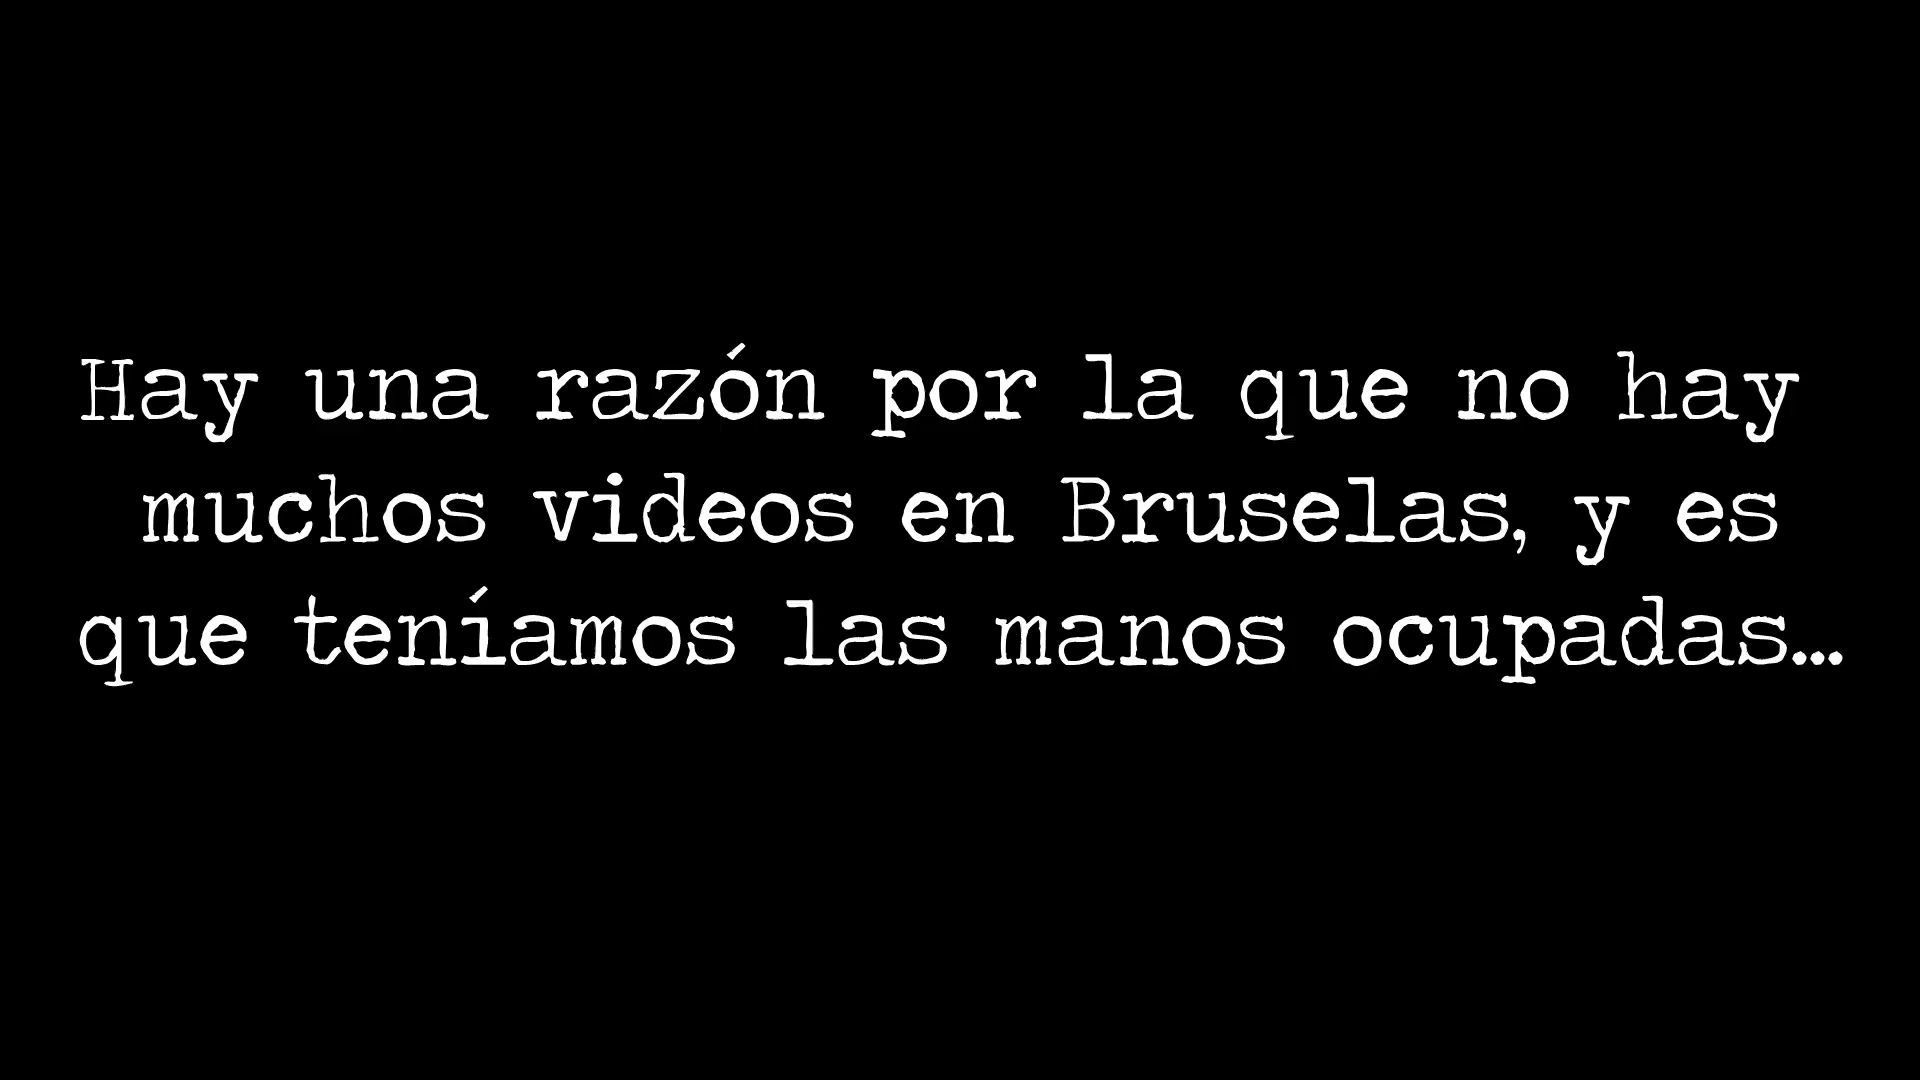 Hay una razón por la que no hay
muchos videos en Bruselas, y es
que teníamos las manos ocupadas...